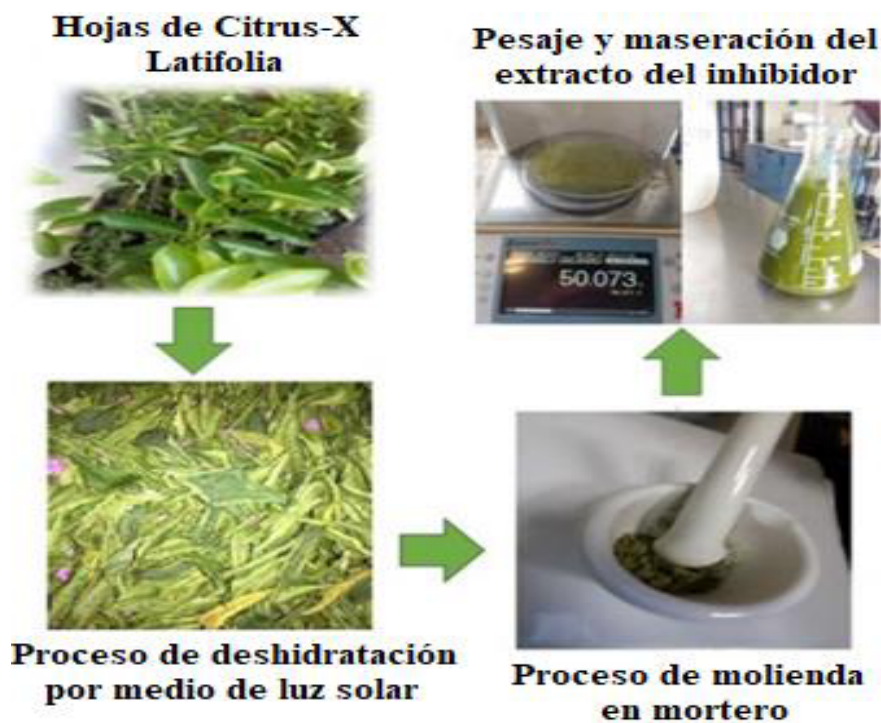 Hojas de Citrus-X
Latifolia
Pesaje y maseración del
extracto del inhibidor
50.073
Proceso de deshidratación
por medio de luz solar
Proceso de molienda
en mortero